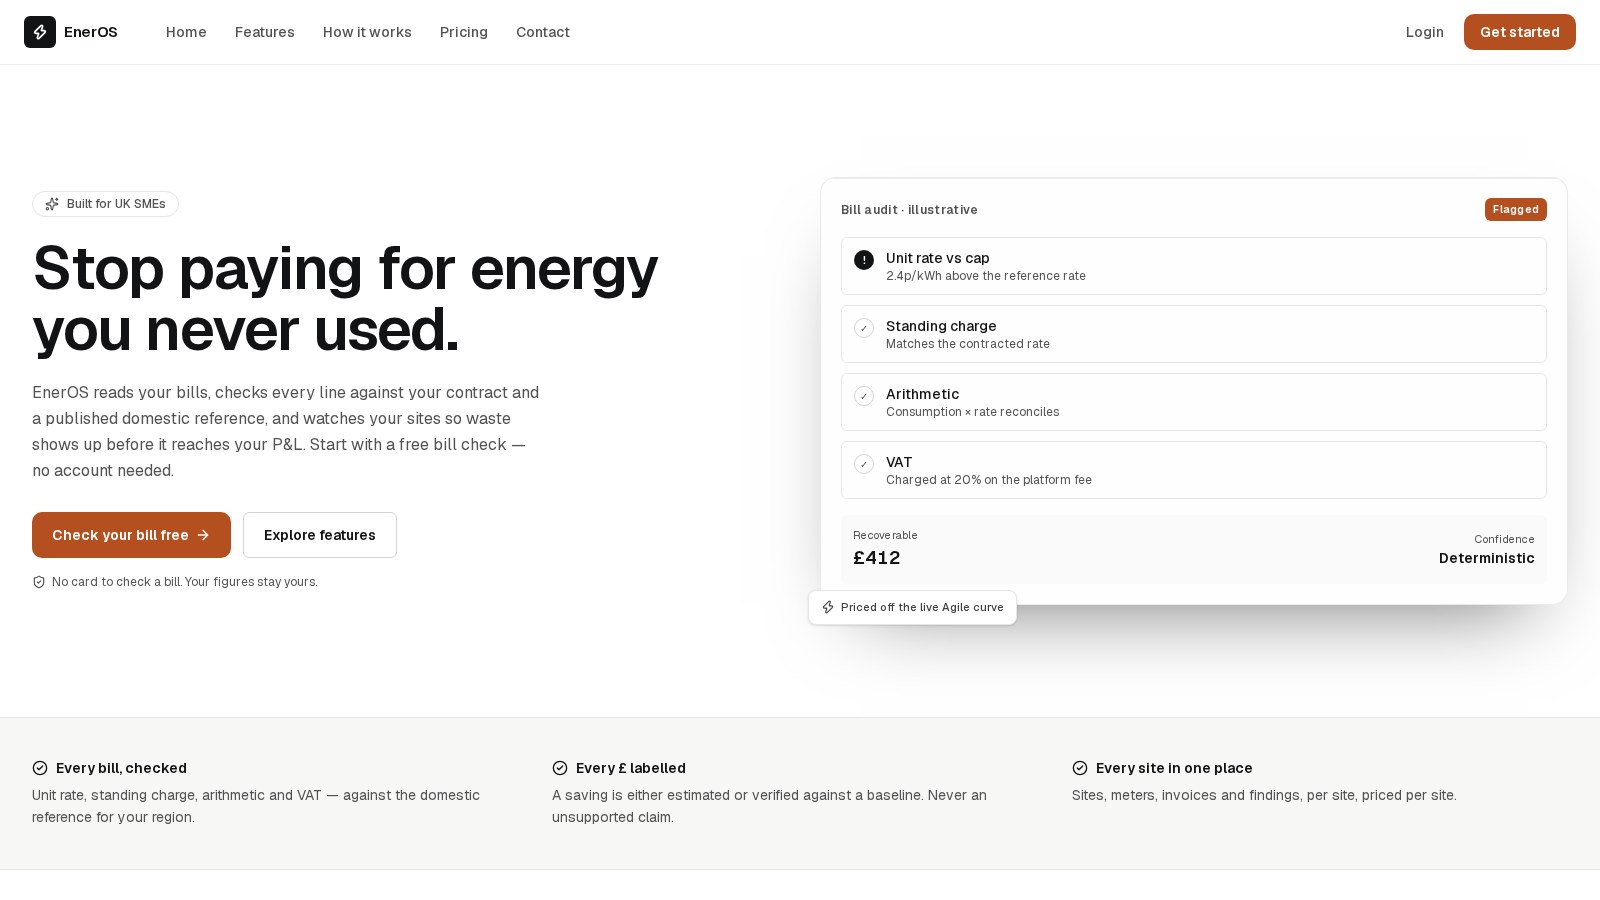 EnerOS
Home
Features
How it works
Pricing
Contact
Login
Get started
Built for UK SMEs
Stop paying for energy
you never used.
EnerOS reads your bills, checks every line against your contract and
a published domestic reference, and watches your sites so waste
shows up before it reaches your P&L. Start with a free bill check —
no account needed.
Check your bill free →
Explore features
No card to check a bill. Your figures stay yours.
Bill audit · illustrative
Flagged
!
Unit rate vs cap
2.4p/kWh above the reference rate
✓
Standing charge
Matches the contracted rate
✓
Arithmetic
Consumption × rate reconciles
✓
VAT
Charged at 20% on the platform fee
Recoverable
£412
Confidence
Deterministic
Priced off the live Agile curve
Every bill, checked
Unit rate, standing charge, arithmetic and VAT — against the domestic
reference for your region.
Every £ labelled
A saving is either estimated or verified against a baseline. Never an
unsupported claim.
Every site in one place
Sites, meters, invoices and findings, per site, priced per site.